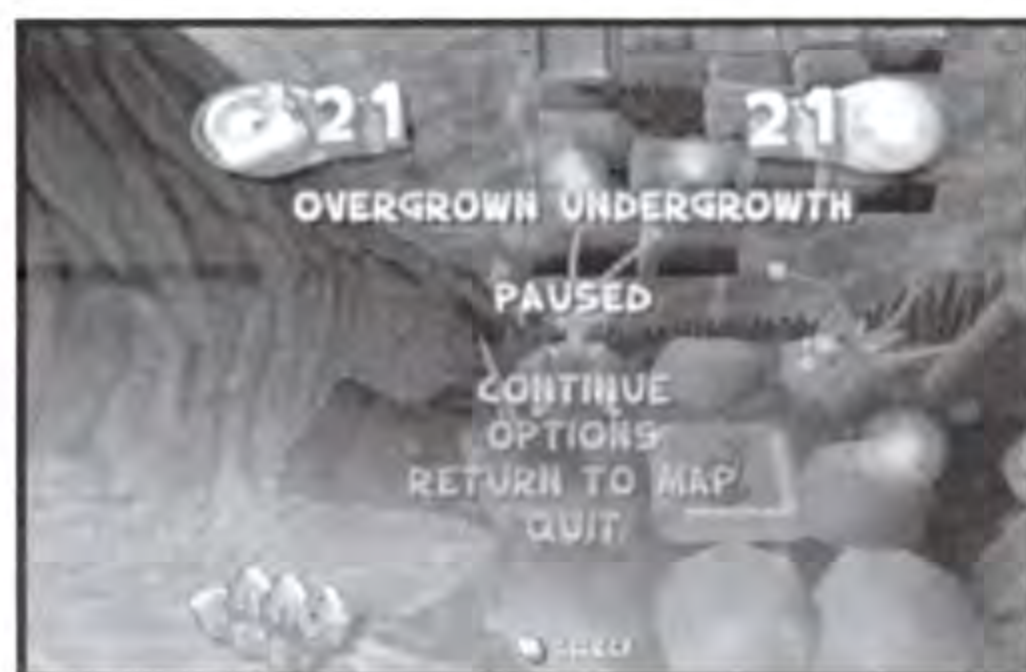 21 21
OVERGROWN UNDERGROWTH
PAUSED
CONTINUE
OPTIONS
RETURN TO MAP
QUIT